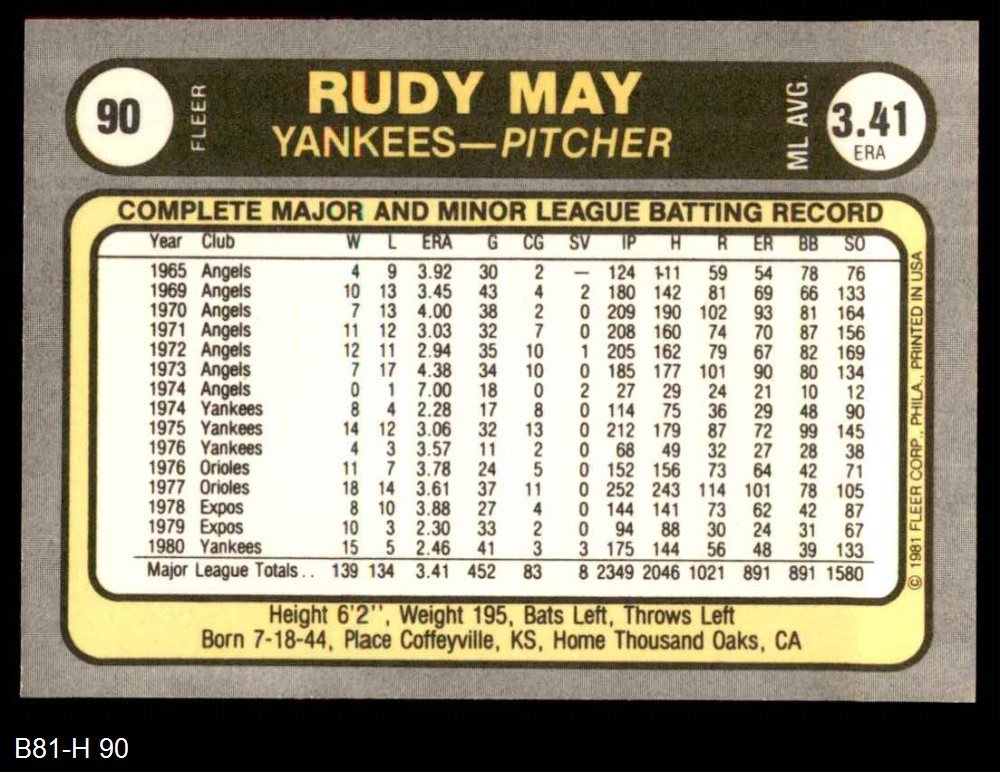 90 FLEER RUDY MAY ML AVG. 3.41
YANKEES—PITCHER ERA
COMPLETE MAJOR AND MINOR LEAGUE BATTING RECORD
Year Club W L ERA G CG SV IP H R ER BB SO
1965 Angels 4 9 3.92 30 2 — 124 111 59 54 78 76
1969 Angels 10 13 3.45 43 4 2 180 142 81 69 66 133
1970 Angels 7 13 4.00 38 2 0 209 190 102 93 81 164
1971 Angels 11 12 3.03 32 7 0 208 160 74 70 87 156
1972 Angels 12 11 2.94 35 10 1 205 162 79 67 82 169
1973 Angels 7 17 4.38 34 10 0 185 177 101 90 80 134
1974 Angels 0 1 7.00 18 0 2 27 29 24 21 10 12
1974 Yankees 8 4 2.28 17 8 0 114 75 36 29 48 90
1975 Yankees 14 12 3.06 32 13 0 212 179 87 72 99 145
1976 Yankees 4 3 3.57 11 2 0 68 49 32 27 28 38
1976 Orioles 11 7 3.78 24 5 0 152 156 73 64 42 71
1977 Orioles 18 14 3.61 37 11 0 252 243 114 101 78 105
1978 Expos 8 10 3.88 27 4 0 144 141 73 62 42 87
1979 Expos 10 3 2.30 33 2 0 94 88 30 24 31 67
1980 Yankees 15 5 2.46 41 3 3 175 144 56 48 39 133
Major League Totals.. 139 134 3.41 452 83 8 2349 2046 1021 891 891 1580
© 1981 FLEER CORP., PHILA., PRINTED IN USA
Height 6'2'', Weight 195, Bats Left, Throws Left
Born 7-18-44, Place Coffeyville, KS, Home Thousand Oaks, CA
B81-H 90